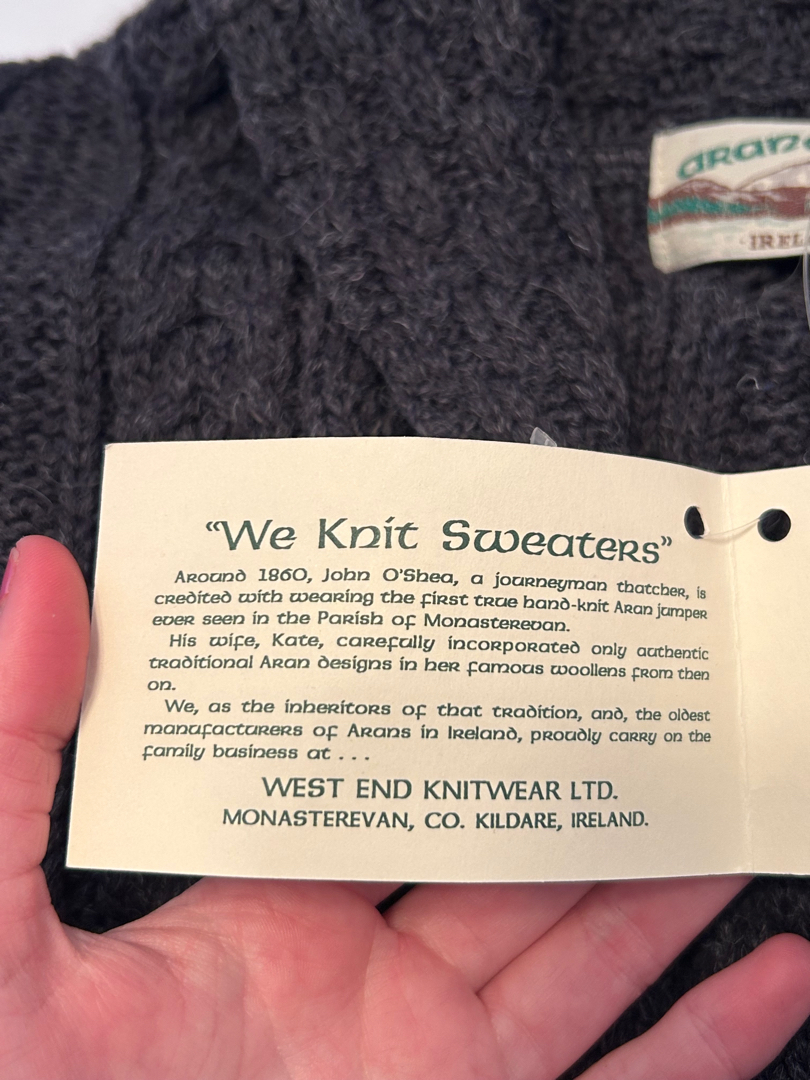 aran
"We Knit Sweaters"
Around 1860, John O'Shea, a journeyman thatcher, is
credited with wearing the first true hand-knit Aran jumper
ever seen in the Parish of Monasterevan.
His wife, Kate, carefully incorporated only authentic
traditional Aran designs in her famous woollens from then
on.
We, as the inheritors of that tradition, and, the oldest
manufacturers of Arans in Ireland, proudly carry on the
family business at . . .
WEST END KNITWEAR LTD.
MONASTEREVAN, CO. KILDARE, IRELAND.